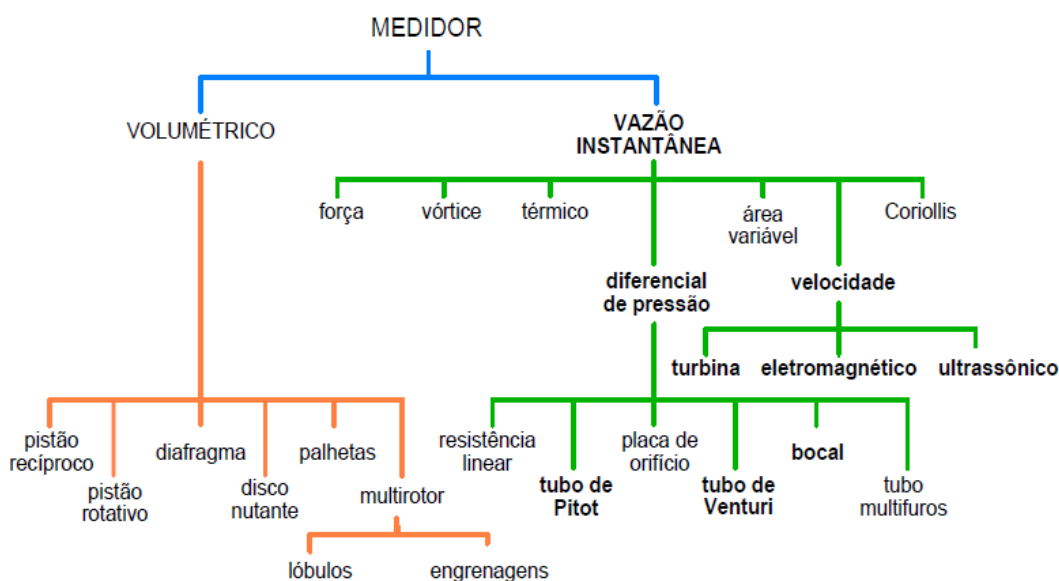 MEDIDOR
VOLUMÉTRICO
VAZÃO
INSTANTÂNEA
força
vórtice
térmico
área
variável
Coriollis
diferencial
de pressão
velocidade
turbina
eletromagnético
ultrassônico
pistão
recíproco
pistão
rotativo
diafragma
disco
nutante
palhetas
multirotor
resistência
linear
tubo de
Pitot
placa de
orifício
tubo de
Venturi
bocal
tubo
multifuros
lóbulos
engrenagens